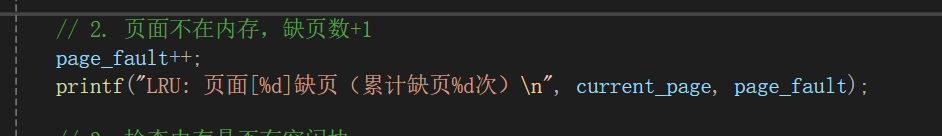 // 2. 页面不在内存，缺页数+1
page_fault++;
printf("LRU: 页面[%d]缺页（累计缺页%d次）\n", current_page, page_fault);